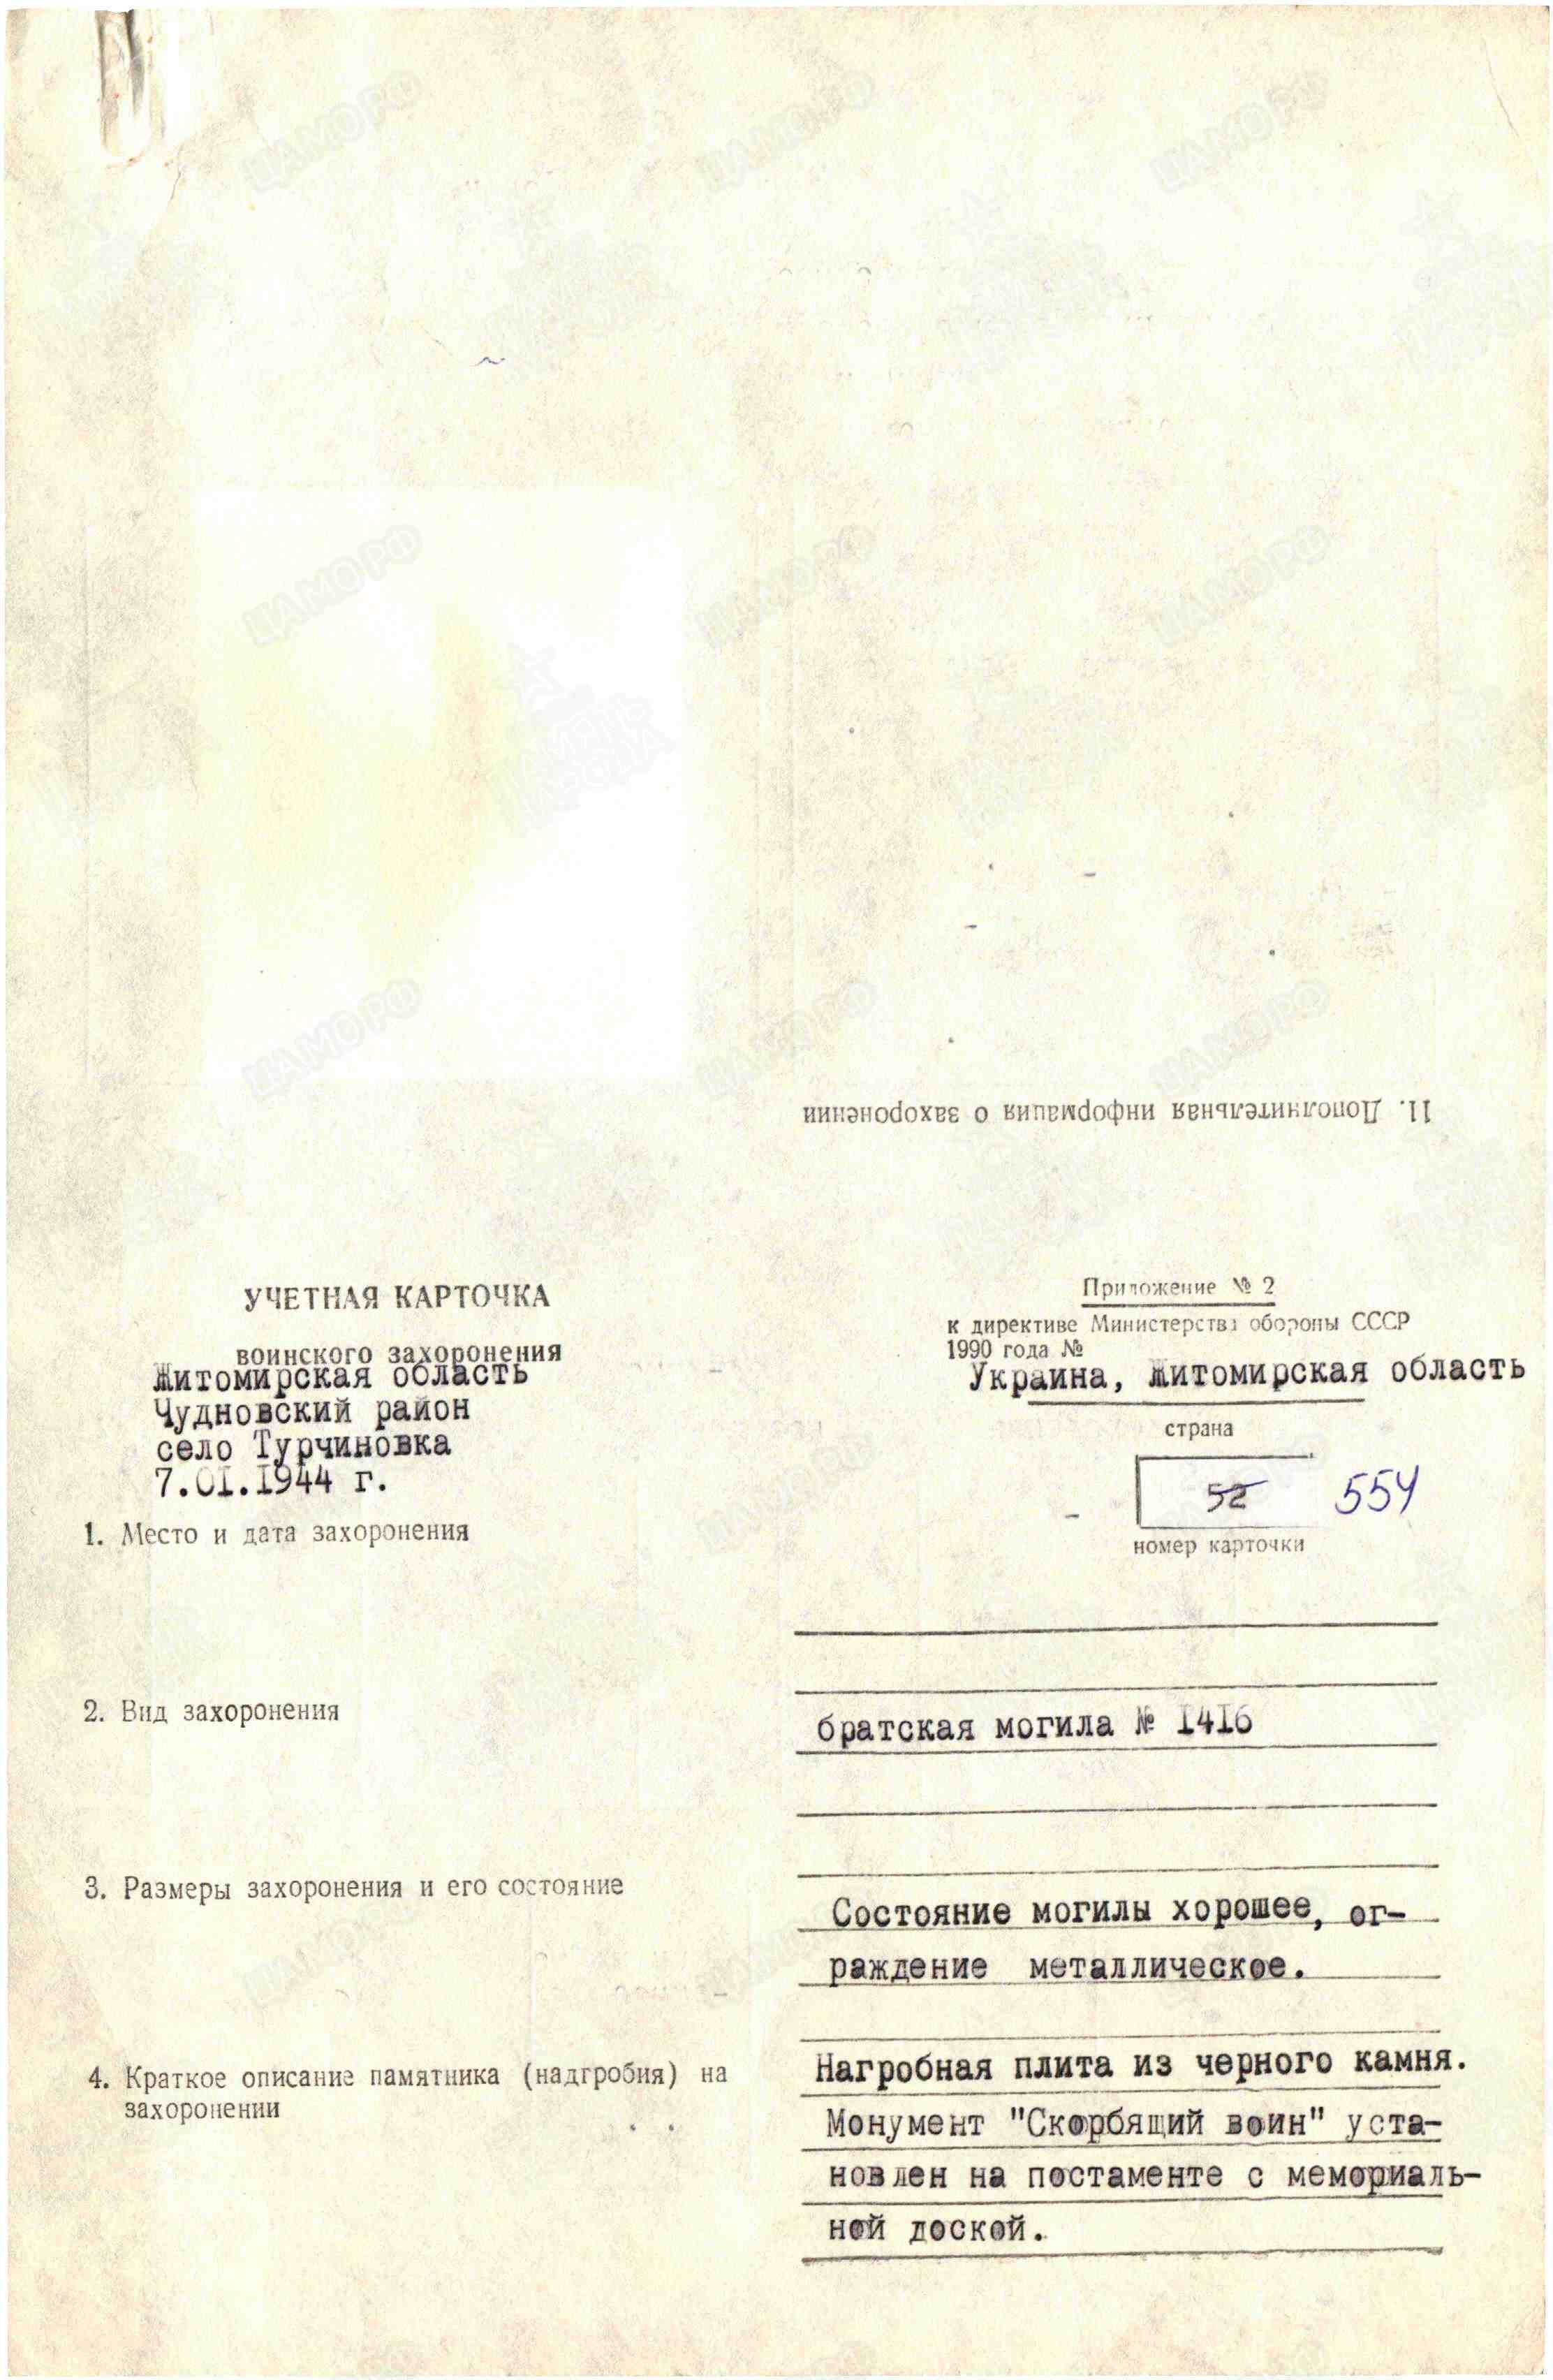 11. Дополнительная информация о захоронении
УЧЕТНАЯ КАРТОЧКА
воинского захоронения
Житомирская область
Чудновский район
село Турчиновка
7.01.1944 г.
1. Место и дата захоронения
Приложение № 2
к директиве Министерства обороны СССР
1990 года №
Украина, Житомирская область
страна
52 554
номер карточки
2. Вид захоронения
братская могила № 1416
3. Размеры захоронения и его состояние
Состояние могилы хорошее, ог-
раждение металлическое.
4. Краткое описание памятника (надгробия) на
захоронении
Нагробная плита из черного камня.
Монумент "Скорбящий воин" уста-
новлен на постаменте с мемориаль-
ной доской.